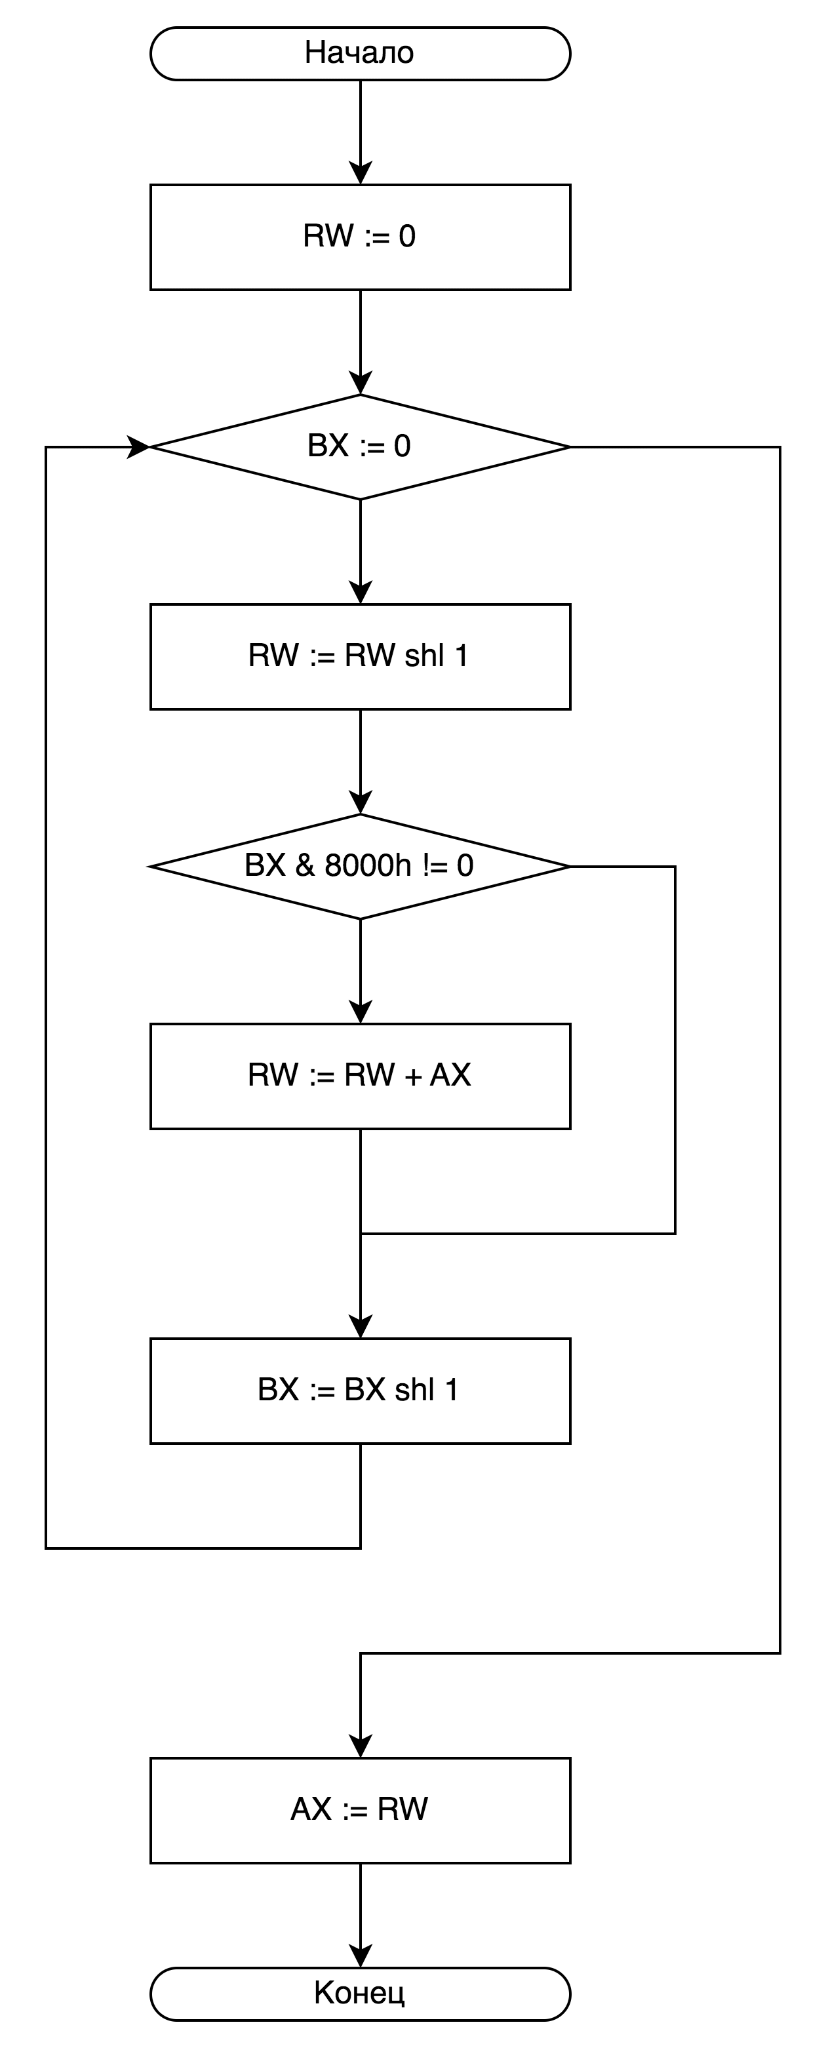 Начало
RW := 0
BX := 0
RW := RW shl 1
BX & 8000h != 0
RW := RW + AX
BX := BX shl 1
AX := RW
Конец